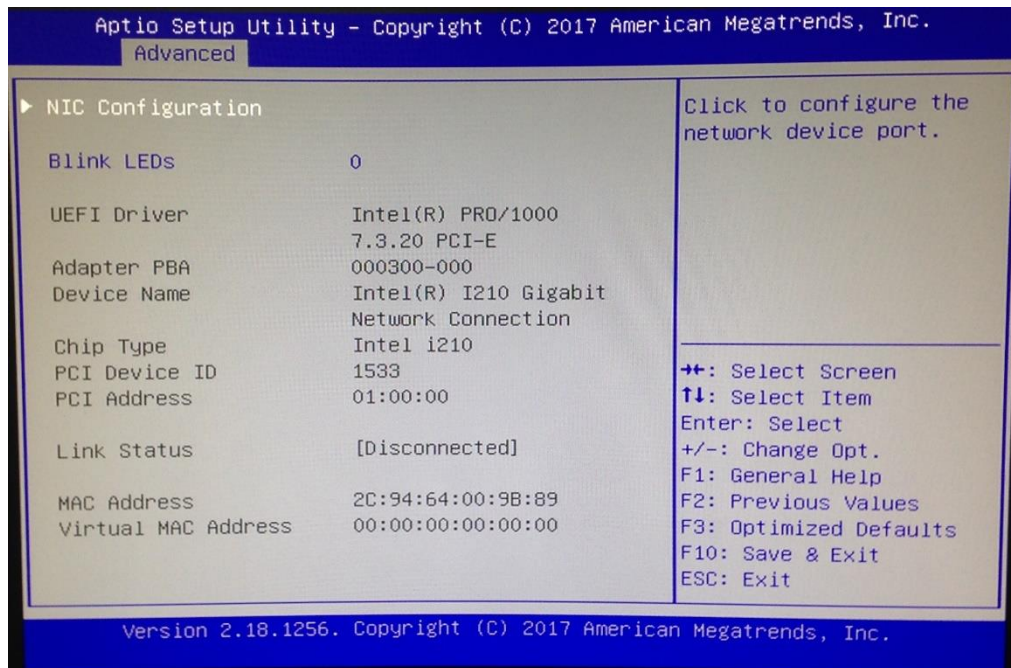 Aptio Setup Utility – Copyright (C) 2017 American Megatrends, Inc.
Advanced
▶ NIC Configuration
Blink LEDs 0
UEFI Driver Intel(R) PRO/1000
7.3.20 PCI-E
Adapter PBA 000300-000
Device Name Intel(R) I210 Gigabit
Network Connection
Chip Type Intel i210
PCI Device ID 1533
PCI Address 01:00:00
Link Status [Disconnected]
MAC Address 2C:94:64:00:9B:89
Virtual MAC Address 00:00:00:00:00:00
Click to configure the
network device port.
→←: Select Screen
↑↓: Select Item
Enter: Select
+/-: Change Opt.
F1: General Help
F2: Previous Values
F3: Optimized Defaults
F10: Save & Exit
ESC: Exit
Version 2.18.1256. Copyright (C) 2017 American Megatrends, Inc.